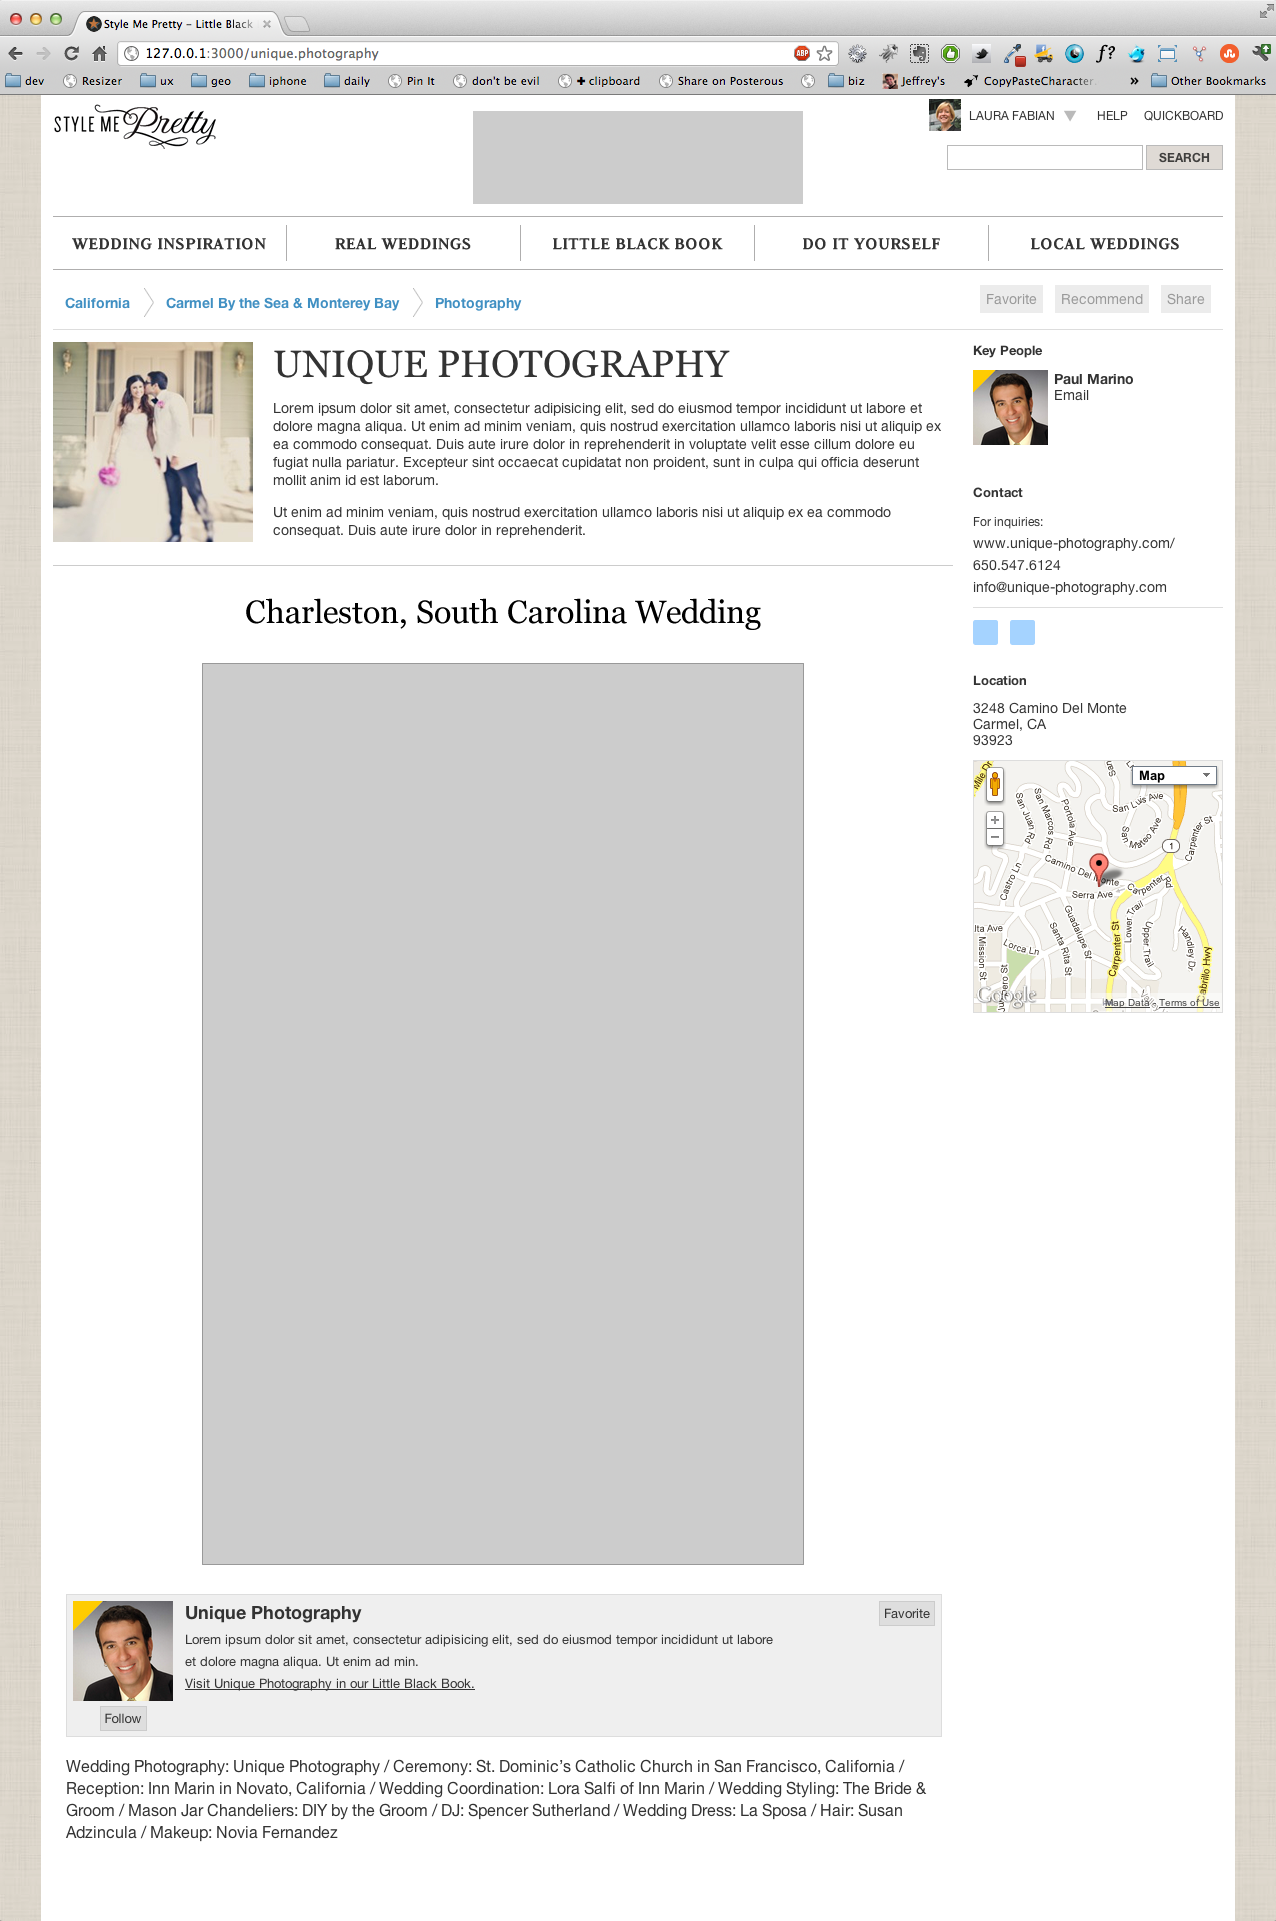 Style Me Pretty – Little Black
127.0.0.1:3000/unique.photography
ABP
f?
dev
Resizer
ux
geo
iphone
daily
Pin It
don't be evil
✚ clipboard
Share on Posterous
biz
Jeffrey's
CopyPasteCharacter.
»
Other Bookmarks
STYLE ME Pretty
LAURA FABIAN
HELP
QUICKBOARD
SEARCH
WEDDING INSPIRATION
REAL WEDDINGS
LITTLE BLACK BOOK
DO IT YOURSELF
LOCAL WEDDINGS
California
Carmel By the Sea & Monterey Bay
Photography
Favorite
Recommend
Share
UNIQUE PHOTOGRAPHY
Lorem ipsum dolor sit amet, consectetur adipisicing elit, sed do eiusmod tempor incididunt ut labore et
dolore magna aliqua. Ut enim ad minim veniam, quis nostrud exercitation ullamco laboris nisi ut aliquip ex
ea commodo consequat. Duis aute irure dolor in reprehenderit in voluptate velit esse cillum dolore eu
fugiat nulla pariatur. Excepteur sint occaecat cupidatat non proident, sunt in culpa qui officia deserunt
mollit anim id est laborum.
Ut enim ad minim veniam, quis nostrud exercitation ullamco laboris nisi ut aliquip ex ea commodo
consequat. Duis aute irure dolor in reprehenderit.
Key People
Paul Marino
Email
Contact
For inquiries:
www.unique-photography.com/
650.547.6124
info@unique-photography.com
Location
3248 Camino Del Monte
Carmel, CA
93923
Map
Mile Dr
San
San Luis Ave
San Juan Rd
San Marcos Rd
Portola Ave
San Mateo Ave
Carpenter St
1
Camino Del Monte
Castro Ln
Serra Ave
Carpenter Rd
Guadalupe St
Lower Trail
lta Ave
Lorca Ln
Santa Rita St
Carpenter St
Upper Trail
Handley Dr
Mission St
Cabrillo Hwy
Google
Map Data - Terms of Use
Charleston, South Carolina Wedding
Unique Photography
Favorite
Lorem ipsum dolor sit amet, consectetur adipisicing elit, sed do eiusmod tempor incididunt ut labore
et dolore magna aliqua. Ut enim ad min.
Visit Unique Photography in our Little Black Book.
Follow
Wedding Photography: Unique Photography / Ceremony: St. Dominic’s Catholic Church in San Francisco, California /
Reception: Inn Marin in Novato, California / Wedding Coordination: Lora Salfi of Inn Marin / Wedding Styling: The Bride &
Groom / Mason Jar Chandeliers: DIY by the Groom / DJ: Spencer Sutherland / Wedding Dress: La Sposa / Hair: Susan
Adzincula / Makeup: Novia Fernandez